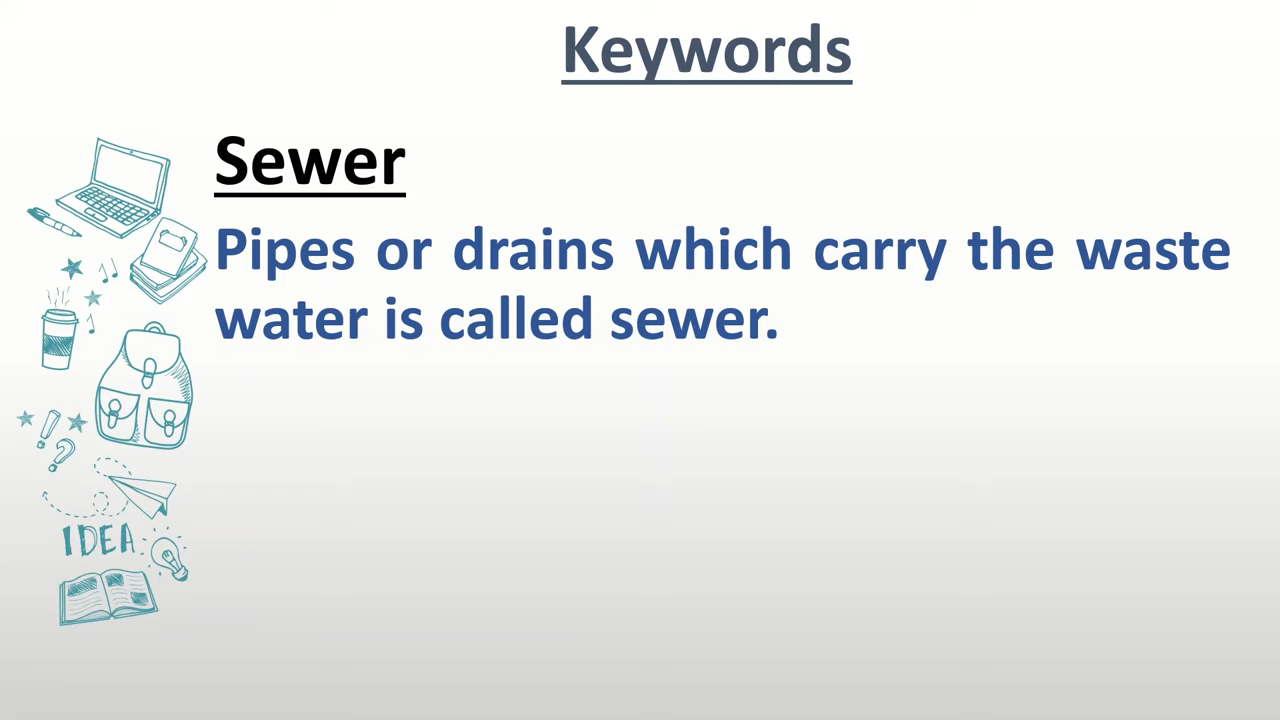 Keywords
Sewer
Pipes or drains which carry the waste
water is called sewer.
IDEA